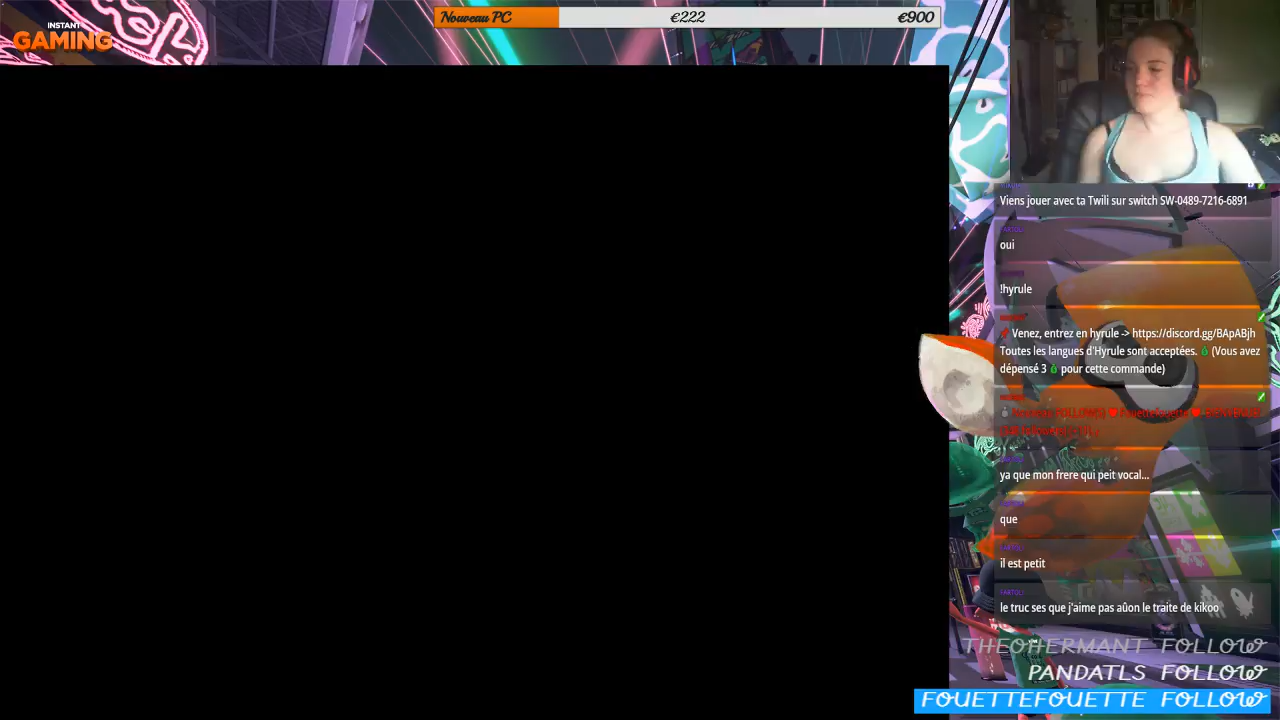 INSTANT
GAMING
Nouveau PC
€222
€900
Viens jouer avec ta Twili sur switch SW-0489-7216-6891
oui
!hyrule
Venez, entrez en hyrule -> https://discord.gg/BApABjh
Toutes les langues d'Hyrule sont acceptées. (Vous avez
dépensé 3 pour cette commande)
ya que mon frere qui peit vocal...
que
il est petit
le truc ses que j'aime pas aûon le traite de kikoo
THEOHERMANT FOLLOW
PANDATLS FOLLOW
FOUETTEFOUETTE FOLLOW